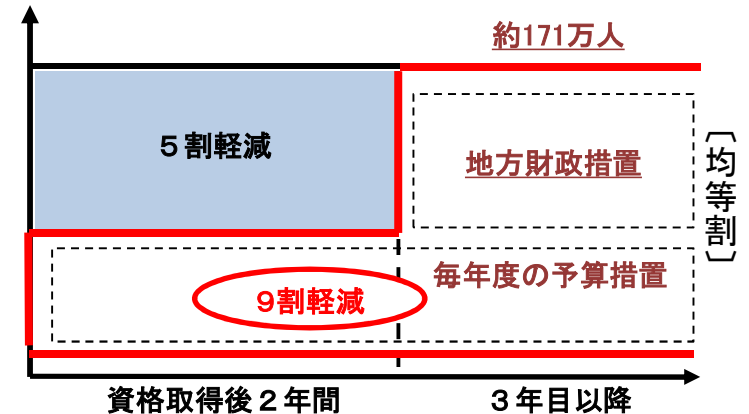 約171万人
５割軽減
地方財政措置
〔均等割〕
毎年度の予算措置
９割軽減
資格取得後２年間
３年目以降